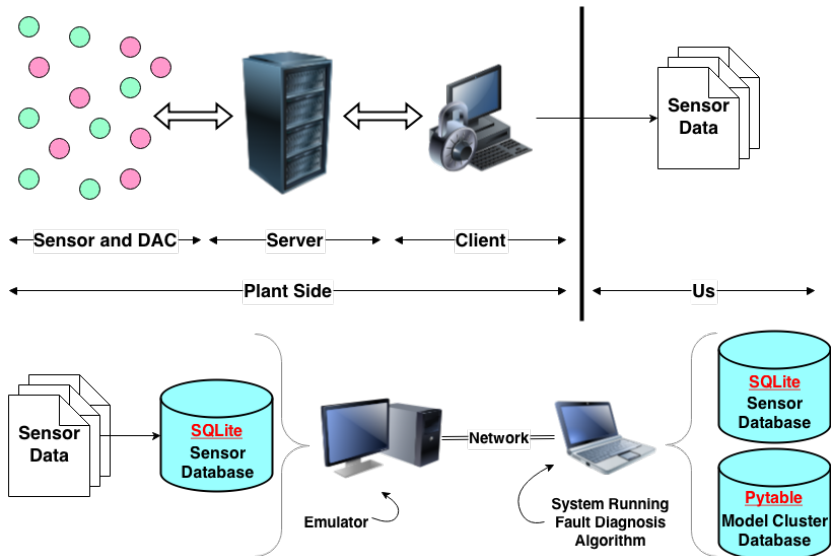 Sensor
Data
Sensor and DAC
Server
Client
Plant Side
Us
Sensor
Data
SQLite
Sensor
Database
Network
Emulator
System Running
Fault Diagnosis
Algorithm
SQLite
Sensor
Database
Pytable
Model Cluster
Database